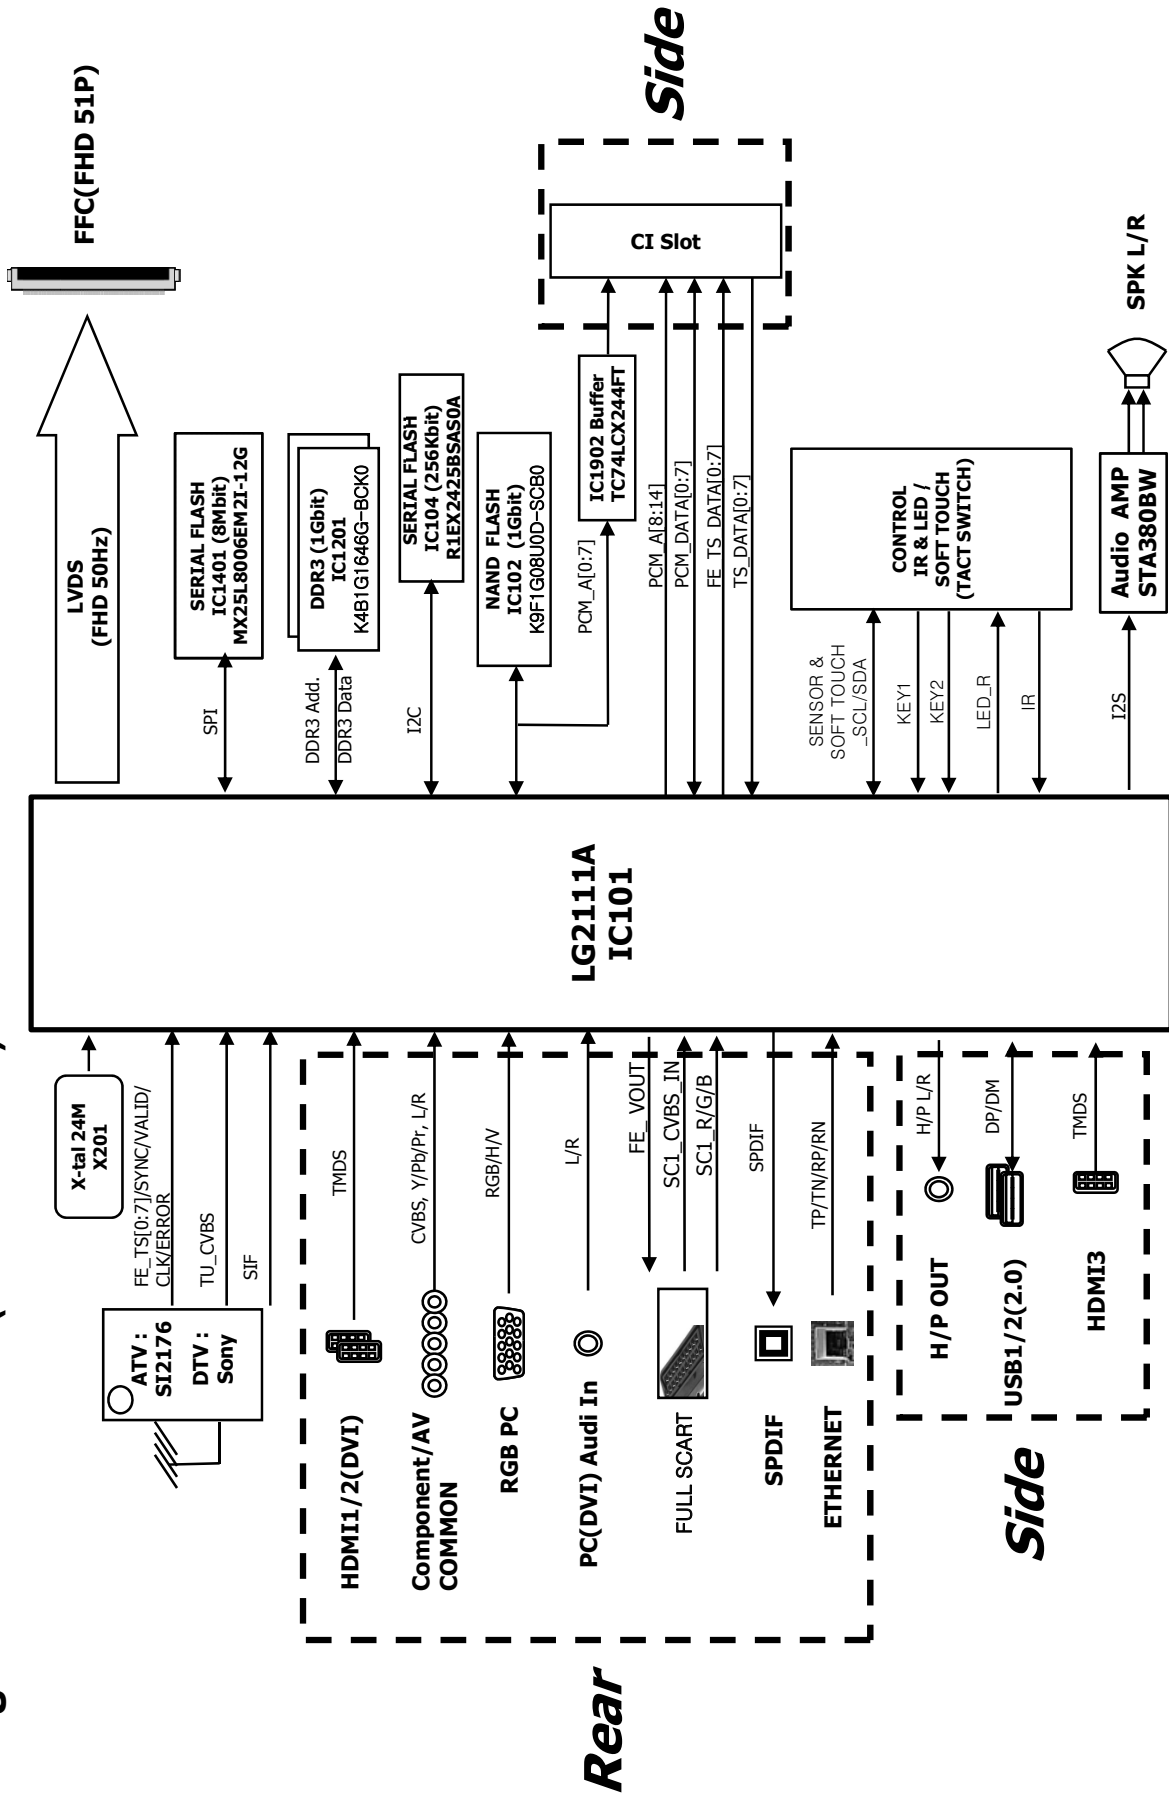 X-tal 24M
X201
ATV :
SI2176
DTV :
Sony
FE_TS[0:7]/SYNC/VALID/
CLK/ERROR
TU_CVBS
SIF
Rear
HDMI1/2(DVI)
TMDS
Component/AV
COMMON
CVBS, Y/Pb/Pr, L/R
RGB PC
RGB/H/V
PC(DVI) Audi In
L/R
FULL SCART
FE_ VOUT
SC1_CVBS_IN
SC1_R/G/B
SPDIF
SPDIF
ETHERNET
TP/TN/RP/RN
Side
H/P OUT
H/P L/R
USB1/2(2.0)
DP/DM
HDMI3
TMDS
LG2111A
IC101
LVDS
(FHD 50Hz)
FFC(FHD 51P)
SPI
SERIAL FLASH
IC1401 (8Mbit)
MX25L8006EM2I-12G
DDR3 Add.
DDR3 Data
DDR3 (1Gbit)
IC1201
K4B1G1646G-BCK0
I2C
SERIAL FLASH
IC104 (256Kbit)
R1EX2425BSAS0A
NAND FLASH
IC102 (1Gbit)
K9F1G08U0D-SCB0
PCM_A[0:7]
IC1902 Buffer
TC74LCX244FT
PCM_A[8:14]
PCM_DATA[0:7]
FE_TS_DATA[0:7]
TS_DATA[0:7]
CI Slot
Side
SENSOR &
SOFT TOUCH
_SCL/SDA
KEY1
KEY2
LED_R
IR
CONTROL
IR & LED /
SOFT TOUCH
(TACT SWITCH)
I2S
Audio AMP
STA380BW
SPK L/R